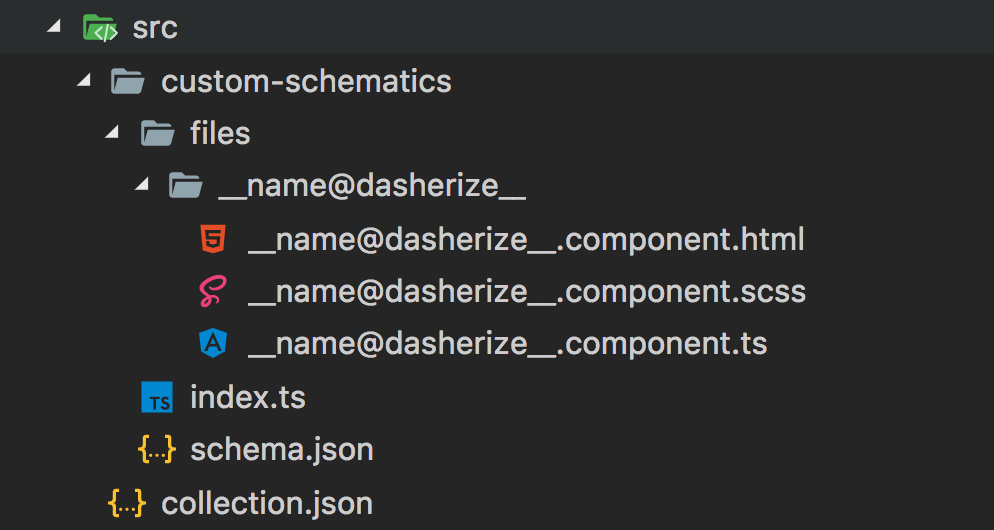 src
custom-schematics
files
__name@dasherize__
__name@dasherize__.component.html
__name@dasherize__.component.scss
__name@dasherize__.component.ts
TS index.ts
{...} schema.json
{...} collection.json